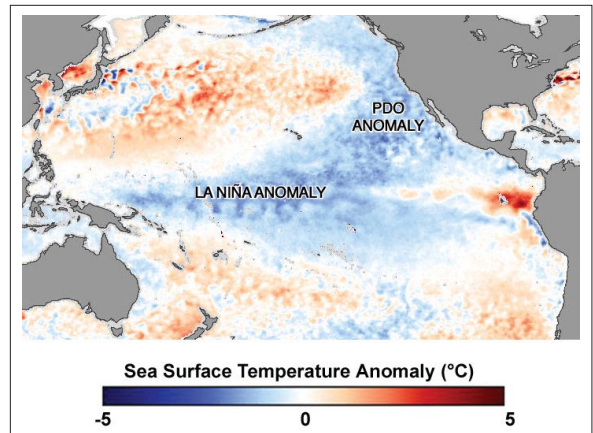 PDO
ANOMALY
LA NIÑA ANOMALY
Sea Surface Temperature Anomaly (°C)
-5 0 5